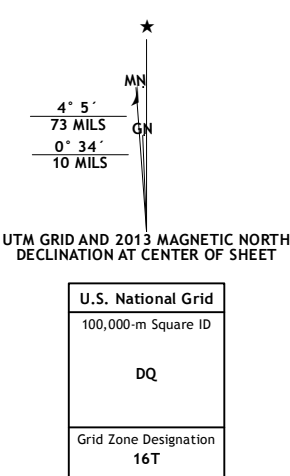 ★
MN
4° 5´
73 MILS
GN
0° 34´
10 MILS
UTM GRID AND 2013 MAGNETIC NORTH
DECLINATION AT CENTER OF SHEET
U.S. National Grid
100,000-m Square ID
DQ
Grid Zone Designation
16T